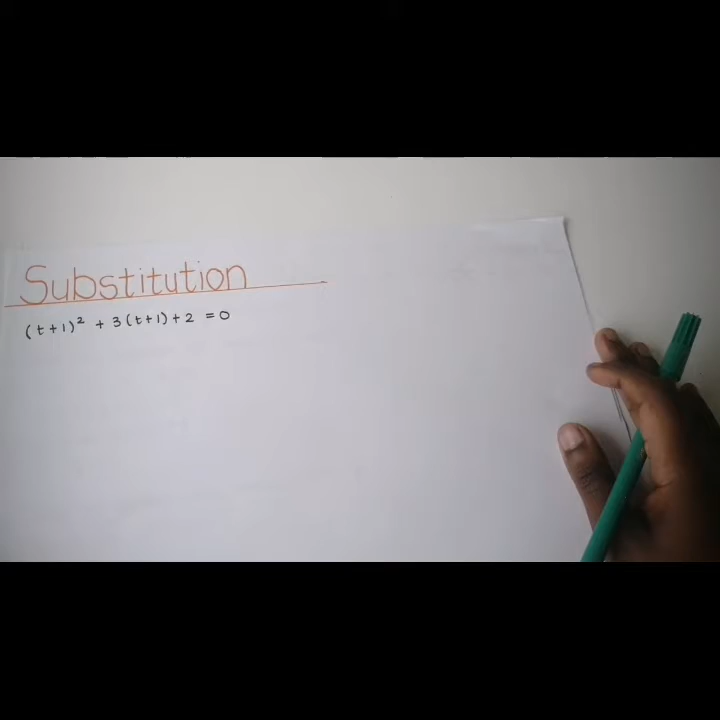 Substitution
(t+1)² + 3(t+1)+2 = 0